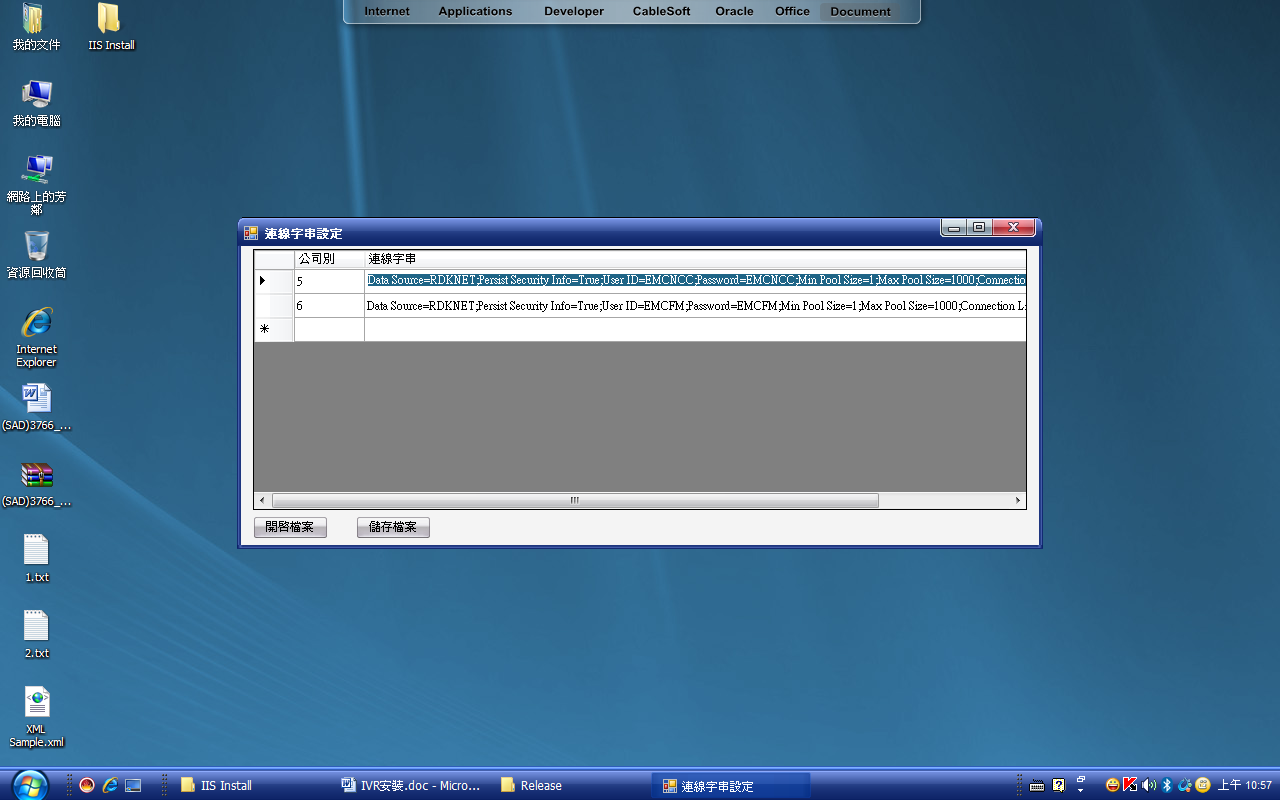 Internet Applications Developer CableSoft Oracle Office Document
我的文件
IIS Install
我的電腦
網路上的芳鄰
資源回收筒
Internet Explorer
(SAD)3766_...
(SAD)3766_...
1.txt
2.txt
XML Sample.xml
連線字串設定
公司別 連線字串
5 Data Source=RDKNET;Persist Security Info=True;User ID=EMCNCC;Password=EMCNCC;Min Pool Size=1;Max Pool Size=1000;Connection
6 Data Source=RDKNET;Persist Security Info=True;User ID=EMCFM;Password=EMCFM;Min Pool Size=1;Max Pool Size=1000;Connection L
開啓檔案 儲存檔案
IIS Install IVR安裝.doc - Micro... Release 連線字串設定 上午 10:57